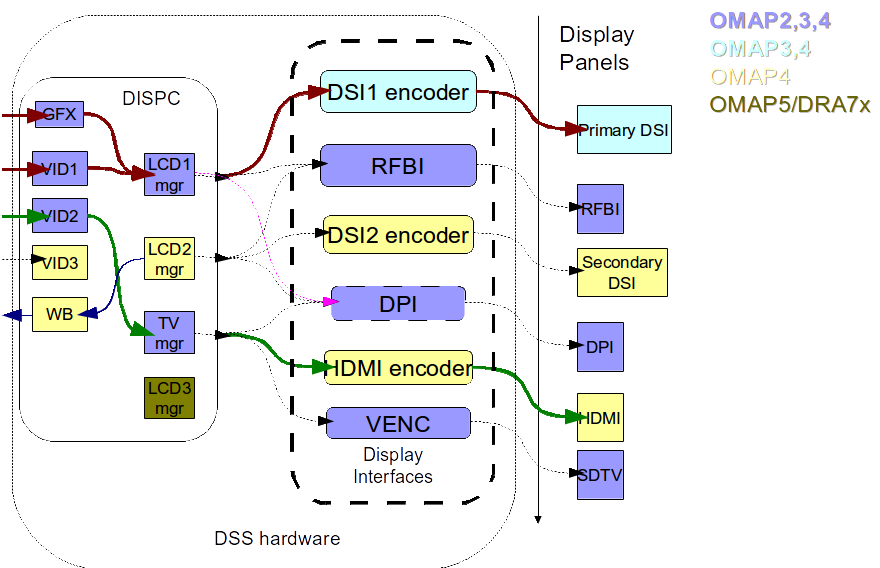 OMAP2,3,4
OMAP3,4
OMAP4
OMAP5/DRA7x
Display
Panels
DISPC
GFX
VID1
VID2
VID3
WB
LCD1
mgr
LCD2
mgr
TV
mgr
LCD3
mgr
DSI1 encoder
RFBI
DSI2 encoder
DPI
HDMI encoder
VENC
Display
Interfaces
Primary DSI
RFBI
Secondary
DSI
DPI
HDMI
SDTV
DSS hardware